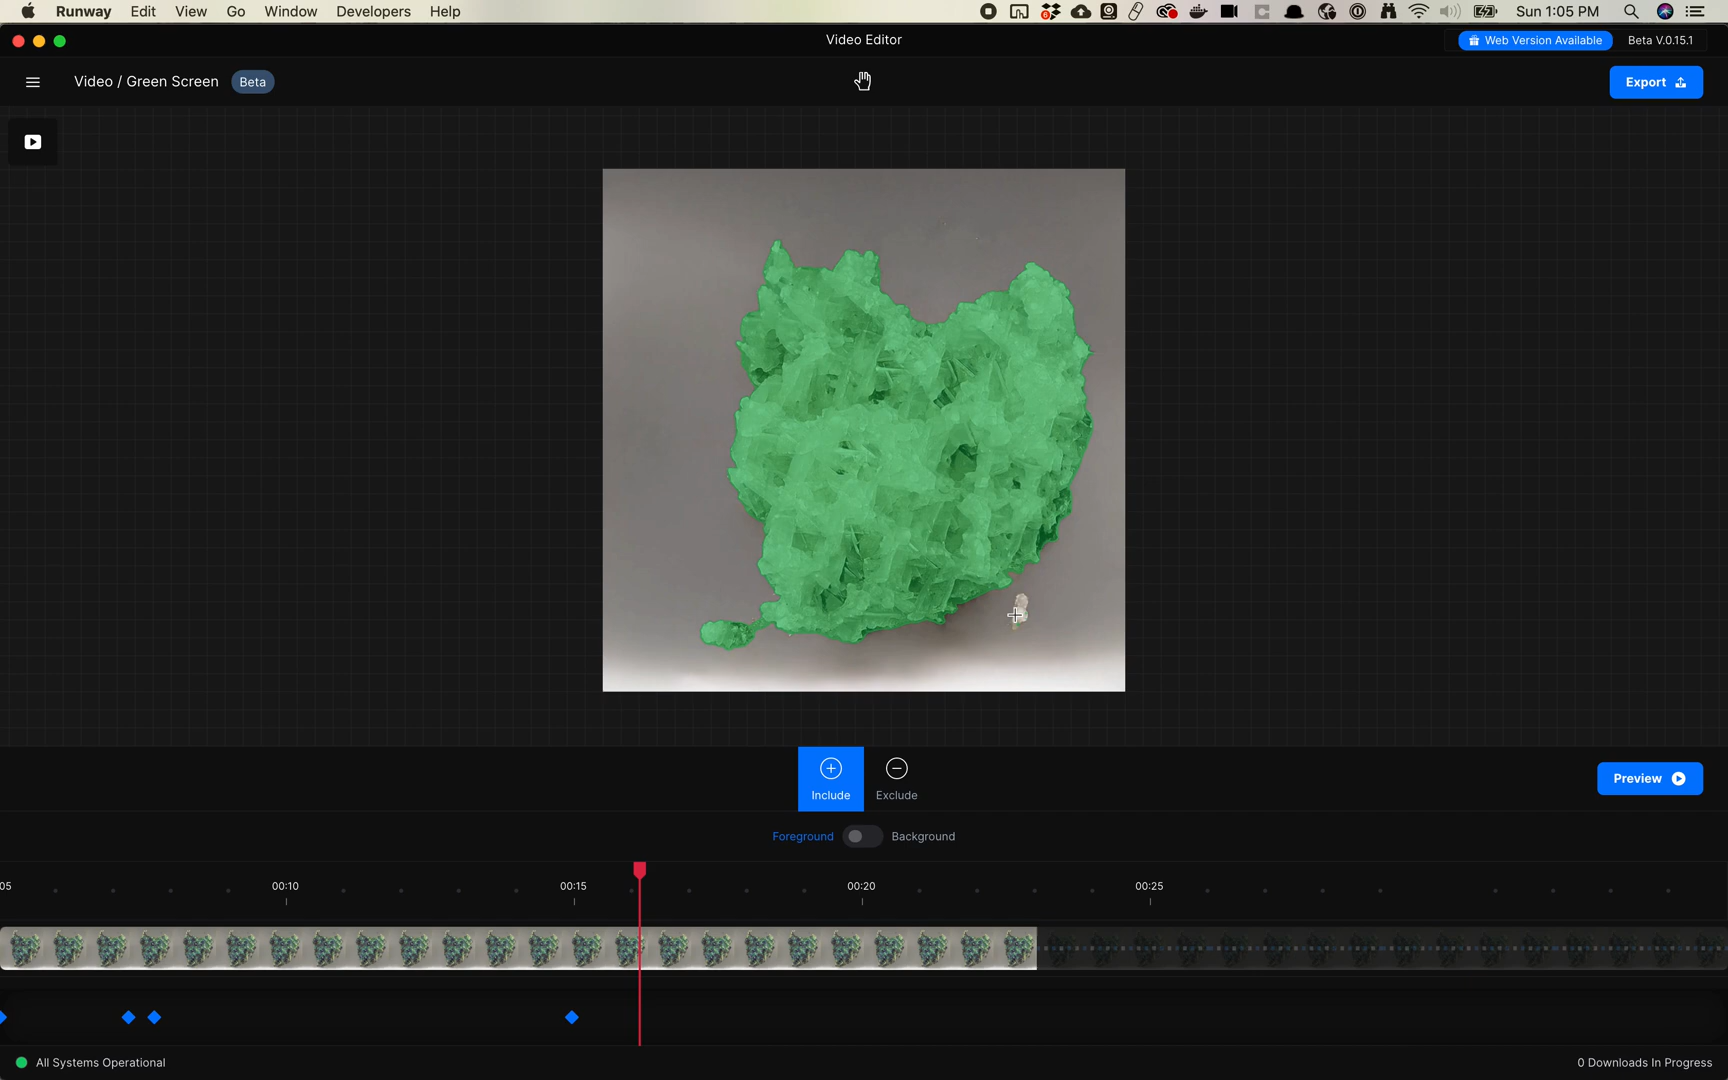 Runway Edit View Go Window Developers Help
6
Sun 1:05 PM
Video Editor
Web Version Available
Beta V.0.15.1
Video / Green Screen
Beta
Export
Include
Exclude
Preview
Foreground
Background
05
00:10
00:15
00:20
00:25
All Systems Operational
0 Downloads In Progress